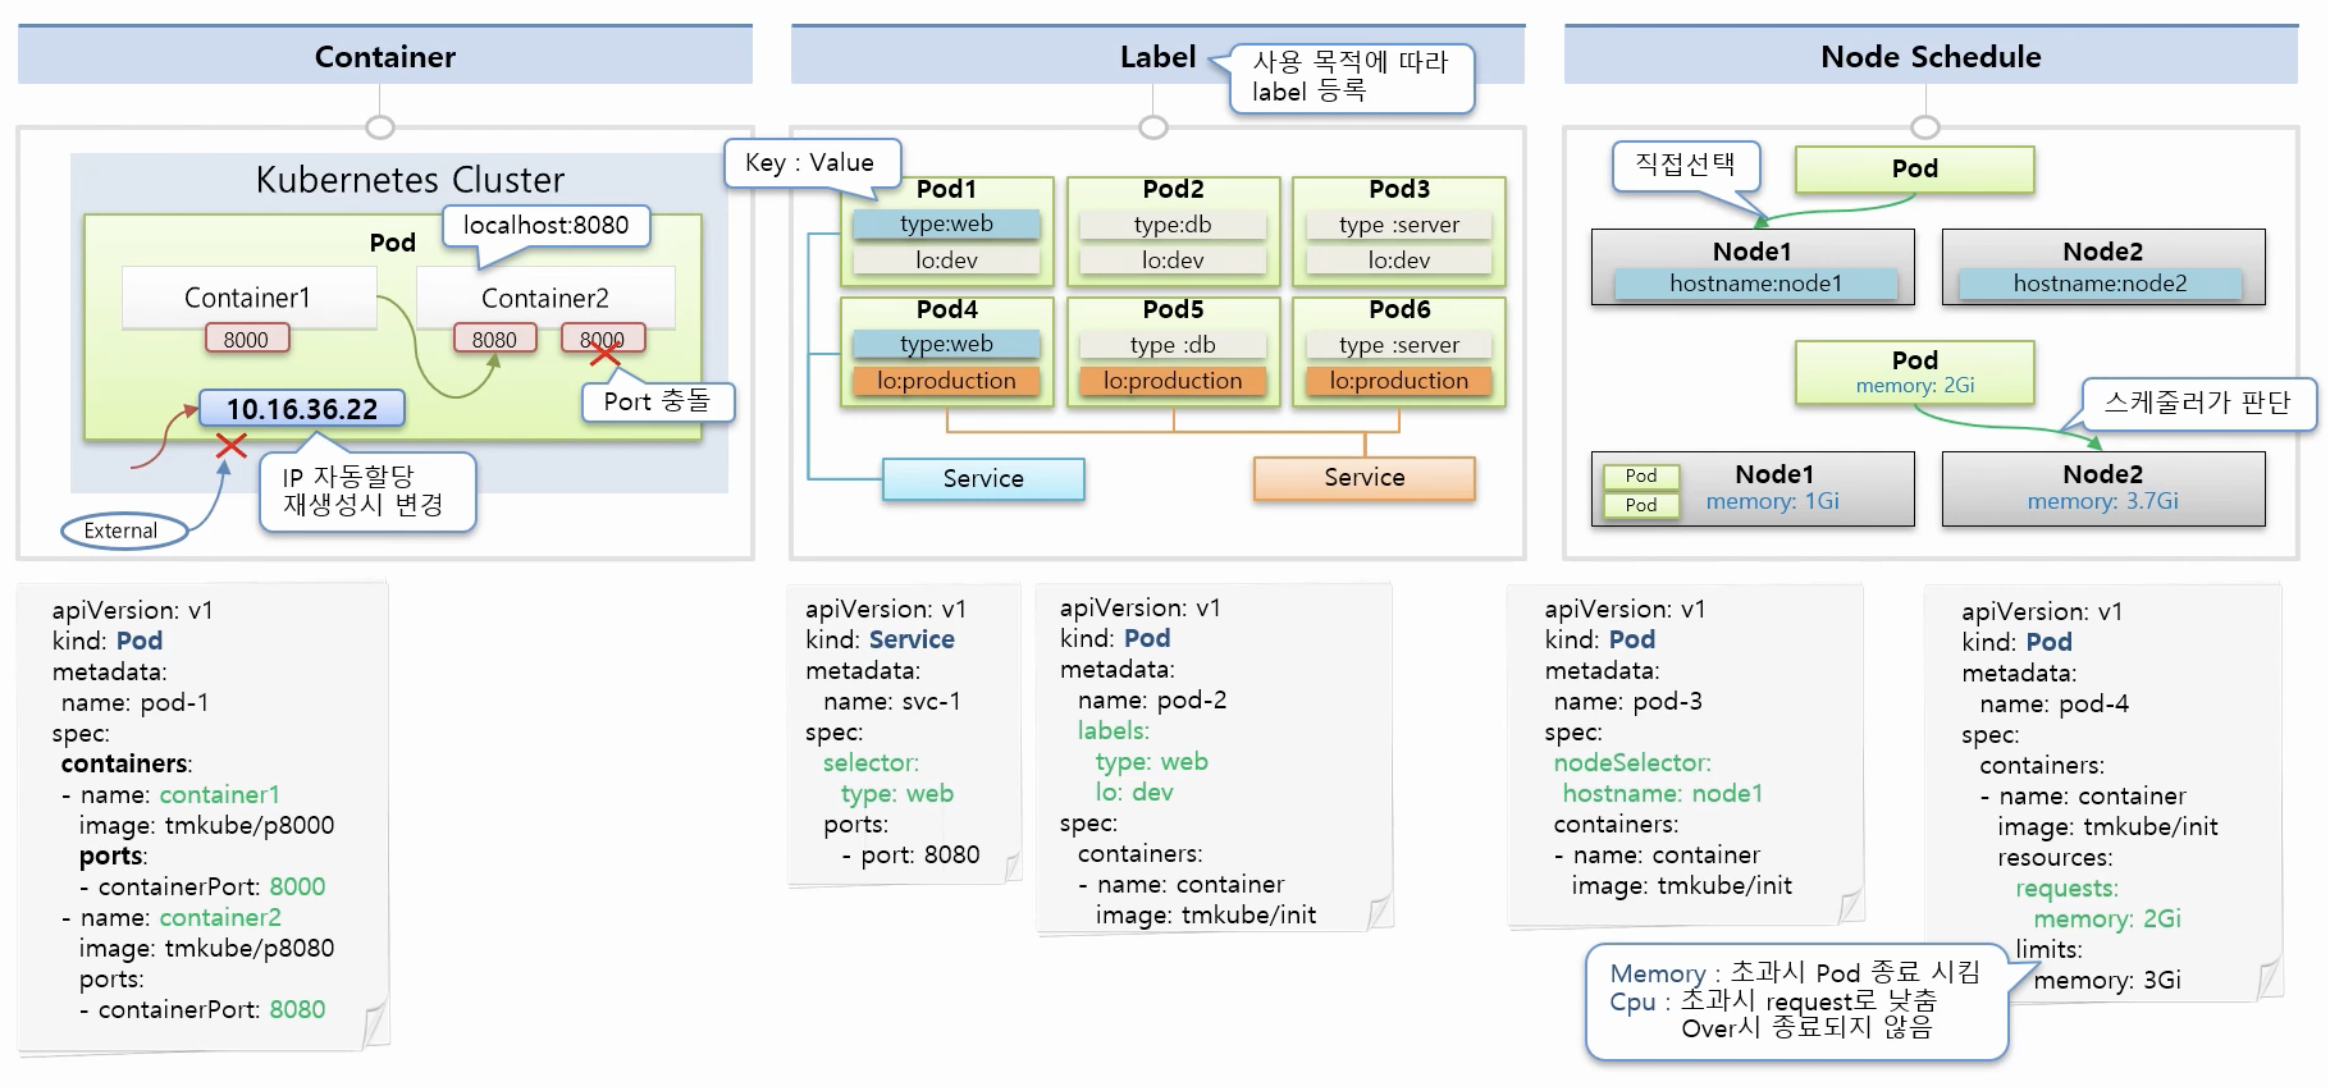 Container
Kubernetes Cluster
localhost:8080
Pod
Container1
Container2
8000
8080
8000
Port 충돌
10.16.36.22
IP 자동할당
재생성시 변경
External
apiVersion: v1
kind: Pod
metadata:
name: pod-1
spec:
containers:
- name: container1
image: tmkube/p8000
ports:
- containerPort: 8000
- name: container2
image: tmkube/p8080
ports:
- containerPort: 8080
Label
사용 목적에 따라
label 등록
Key : Value
Pod1
type:web
lo:dev
Pod2
type:db
lo:dev
Pod3
type :server
lo:dev
Pod4
type:web
lo:production
Pod5
type :db
lo:production
Pod6
type :server
lo:production
Service
Service
apiVersion: v1
kind: Service
metadata:
name: svc-1
spec:
selector:
type: web
ports:
- port: 8080
apiVersion: v1
kind: Pod
metadata:
name: pod-2
labels:
type: web
lo: dev
spec:
containers:
- name: container
image: tmkube/init
Node Schedule
직접선택
Pod
Node1
hostname:node1
Node2
hostname:node2
Pod
memory: 2Gi
스케줄러가 판단
Pod
Pod
Node1
memory: 1Gi
Node2
memory: 3.7Gi
apiVersion: v1
kind: Pod
metadata:
name: pod-3
spec:
nodeSelector:
hostname: node1
containers:
- name: container
image: tmkube/init
apiVersion: v1
kind: Pod
metadata:
name: pod-4
spec:
containers:
- name: container
image: tmkube/init
resources:
requests:
memory: 2Gi
limits:
memory: 3Gi
Memory : 초과시 Pod 종료 시킴
Cpu : 초과시 request로 낮춤
Over시 종료되지 않음